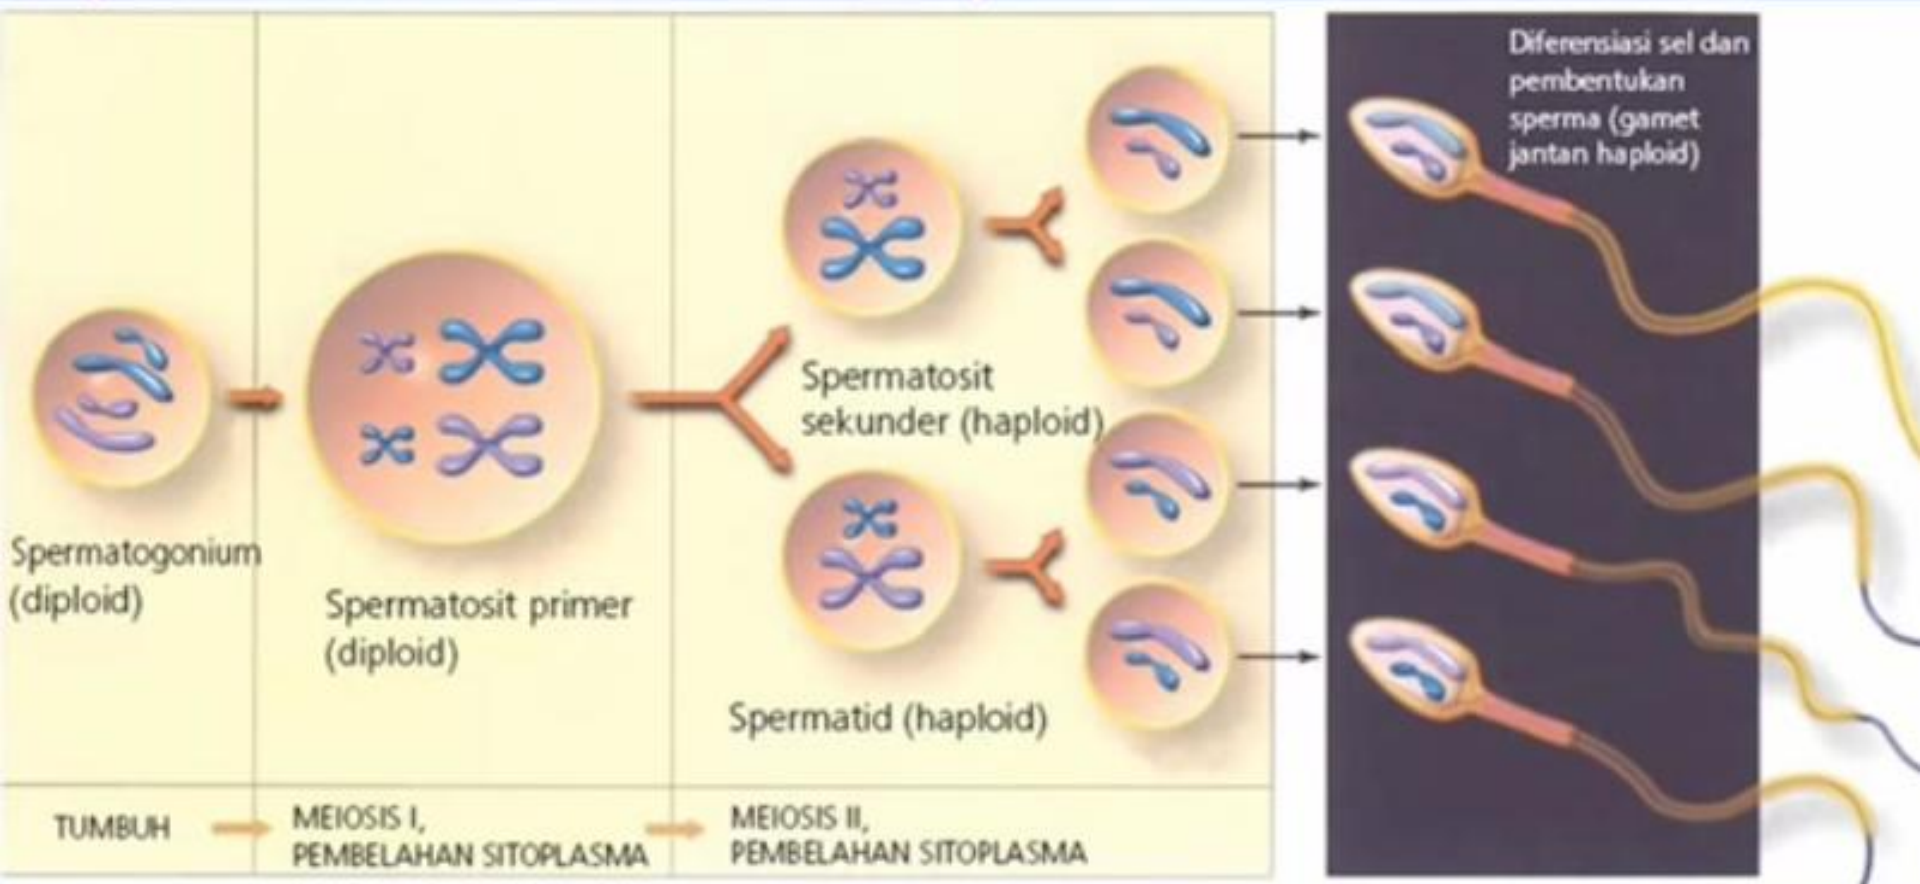 Diferensiasi sel dan
pembentukan
sperma (gamet
jantan haploid)
Spermatogonium
(diploid)
Spermatosit primer
(diploid)
Spermatosit
sekunder (haploid)
Spermatid (haploid)
TUMBUH
MEIOSIS I,
PEMBELAHAN SITOPLASMA
MEIOSIS II,
PEMBELAHAN SITOPLASMA